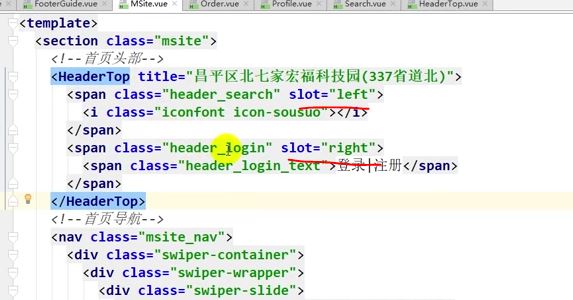 FooterGuide.vue MSite.vue Order.vue Profile.vue Search.vue HeaderTop.vue
<template>
<section class="msite">
<!--首页头部-->
<HeaderTop title="昌平区北七家宏福科技园(337省道北)">
<span class="header_search" slot="left">
<i class="iconfont icon-sousuo"></i>
</span>
<span class="header_login" slot="right">
<span class="header_login_text">登录|注册</span>
</span>
</HeaderTop>
<!--首页导航-->
<nav class="msite_nav">
<div class="swiper-container">
<div class="swiper-wrapper">
<div class="swiper-slide">